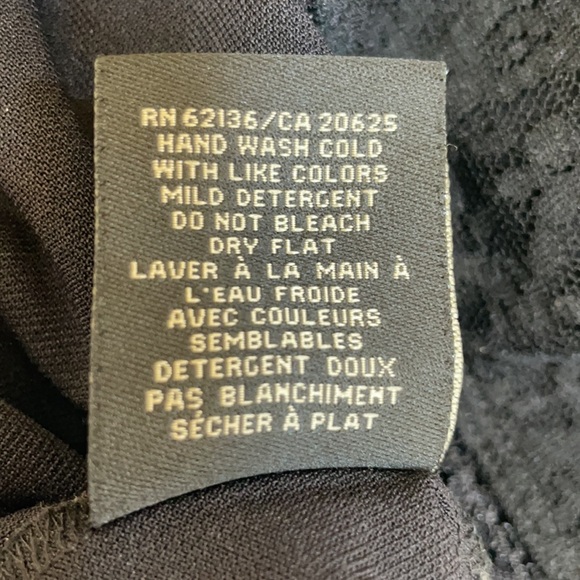 RN 62136/CA 20625
HAND WASH COLD
WITH LIKE COLORS
MILD DETERGENT
DO NOT BLEACH
DRY FLAT
LAVER À LA MAIN À
L'EAU FROIDE
AVEC COULEURS
SEMBLABLES
DETERGENT DOUX
PAS BLANCHIMENT
SÉCHER À PLAT